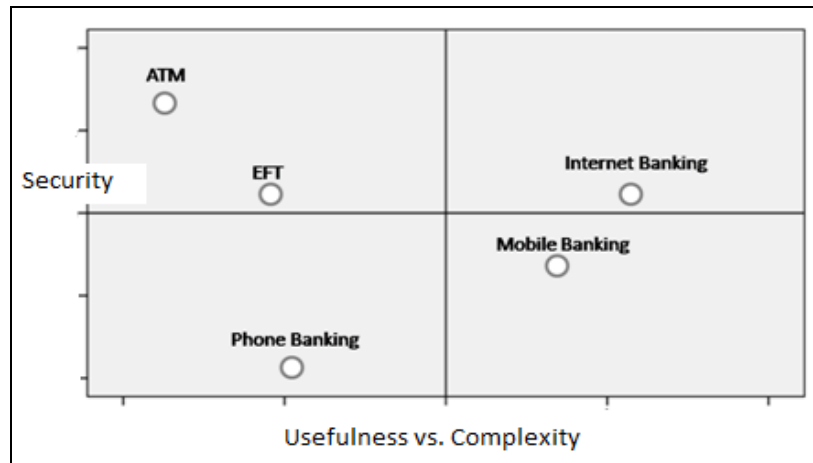 ATM
EFT
Internet Banking
Security
Mobile Banking
Phone Banking
Usefulness vs. Complexity